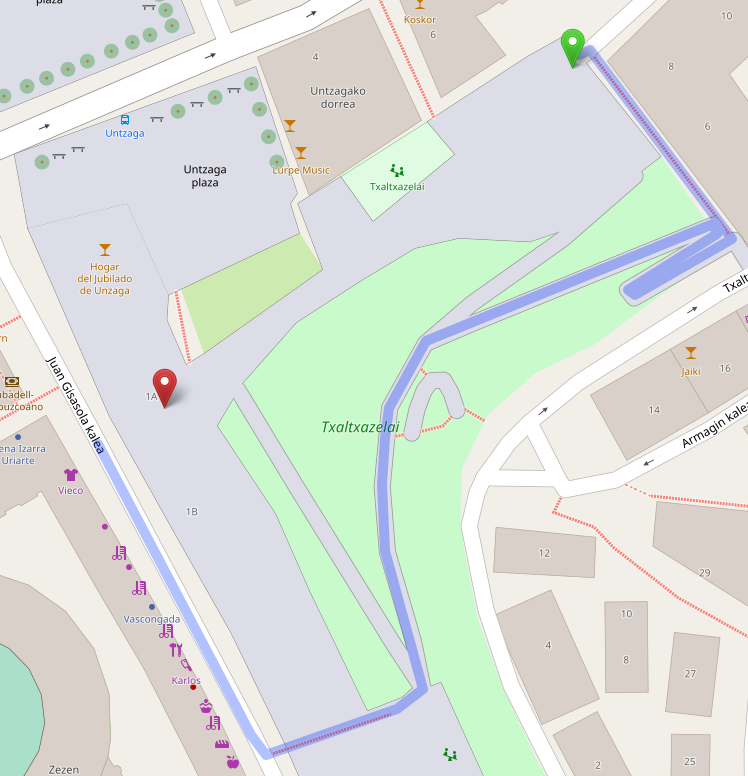 plaza
Koskor
6
10
8
6
4
Untzagako
dorrea
Untzaga
Lurpe Music
Txaltxazelai
Untzaga
plaza
Hogar
del Jubilado
de Unzaga
Txalt
16
Jaiki
14
Armagin kalea
1A
Juan Gisasola kalea
Txaltxazelai
rn
abadell-
puzcoano
ena Izarra
Uriarte
Vieco
1B
12
29
Vascongada
10
8
4
27
Karlos
2
25
Zezen